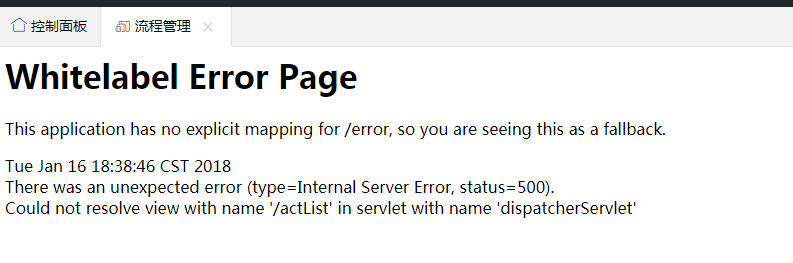 控制面板 流程管理
Whitelabel Error Page
This application has no explicit mapping for /error, so you are seeing this as a fallback.
Tue Jan 16 18:38:46 CST 2018
There was an unexpected error (type=Internal Server Error, status=500).
Could not resolve view with name '/actList' in servlet with name 'dispatcherServlet'